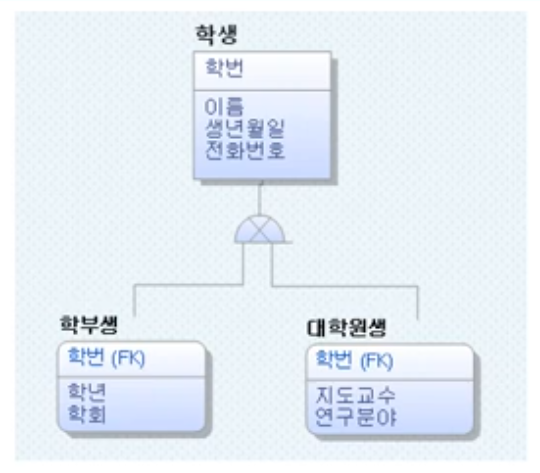 학생
학번
이름
생년월일
전화번호
학부생
학번 (FK)
학년
학회
대학원생
학번 (FK)
지도교수
연구분야